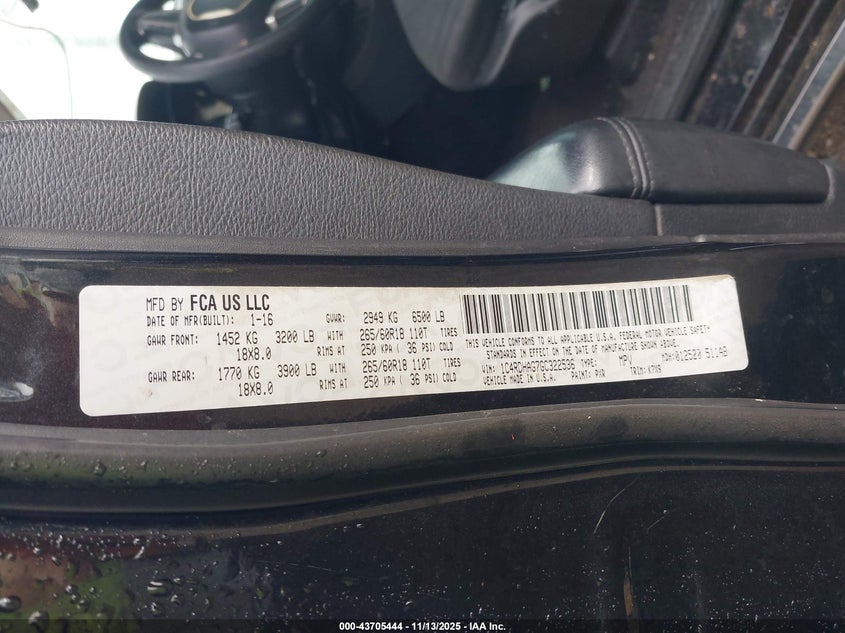 MFD BY FCA US LLC
DATE OF MFR(BUILT): 1-16 GVWR: 2949 KG 6500 LB
GAWR FRONT: 1452 KG 3200 LB WITH 265/60R18 110T TIRES
18X8.0 RIMS AT 250 KPA( 36 PSI) COLD
GAWR REAR: 1770 KG 3900 LB WITH 265/60R18 110T TIRES
18X8.0 RIMS AT 250 KPA( 36 PSI) COLD
THIS VEHICLE CONFORMS TO ALL APPLICABLE U.S.A. FEDERAL MOTOR VEHICLE SAFETY
STANDARDS IN EFFECT ON THE DATE OF MANUFACTURE SHOWN ABOVE.
VIN: 1C4RDHAG7GC322536 TYPE: MPV MDH:012520 511AB
VEHICLE MADE IN U.S.A. PAINT: PXR TRIM:
000-43705444 - 11/13/2025 - IAA Inc.